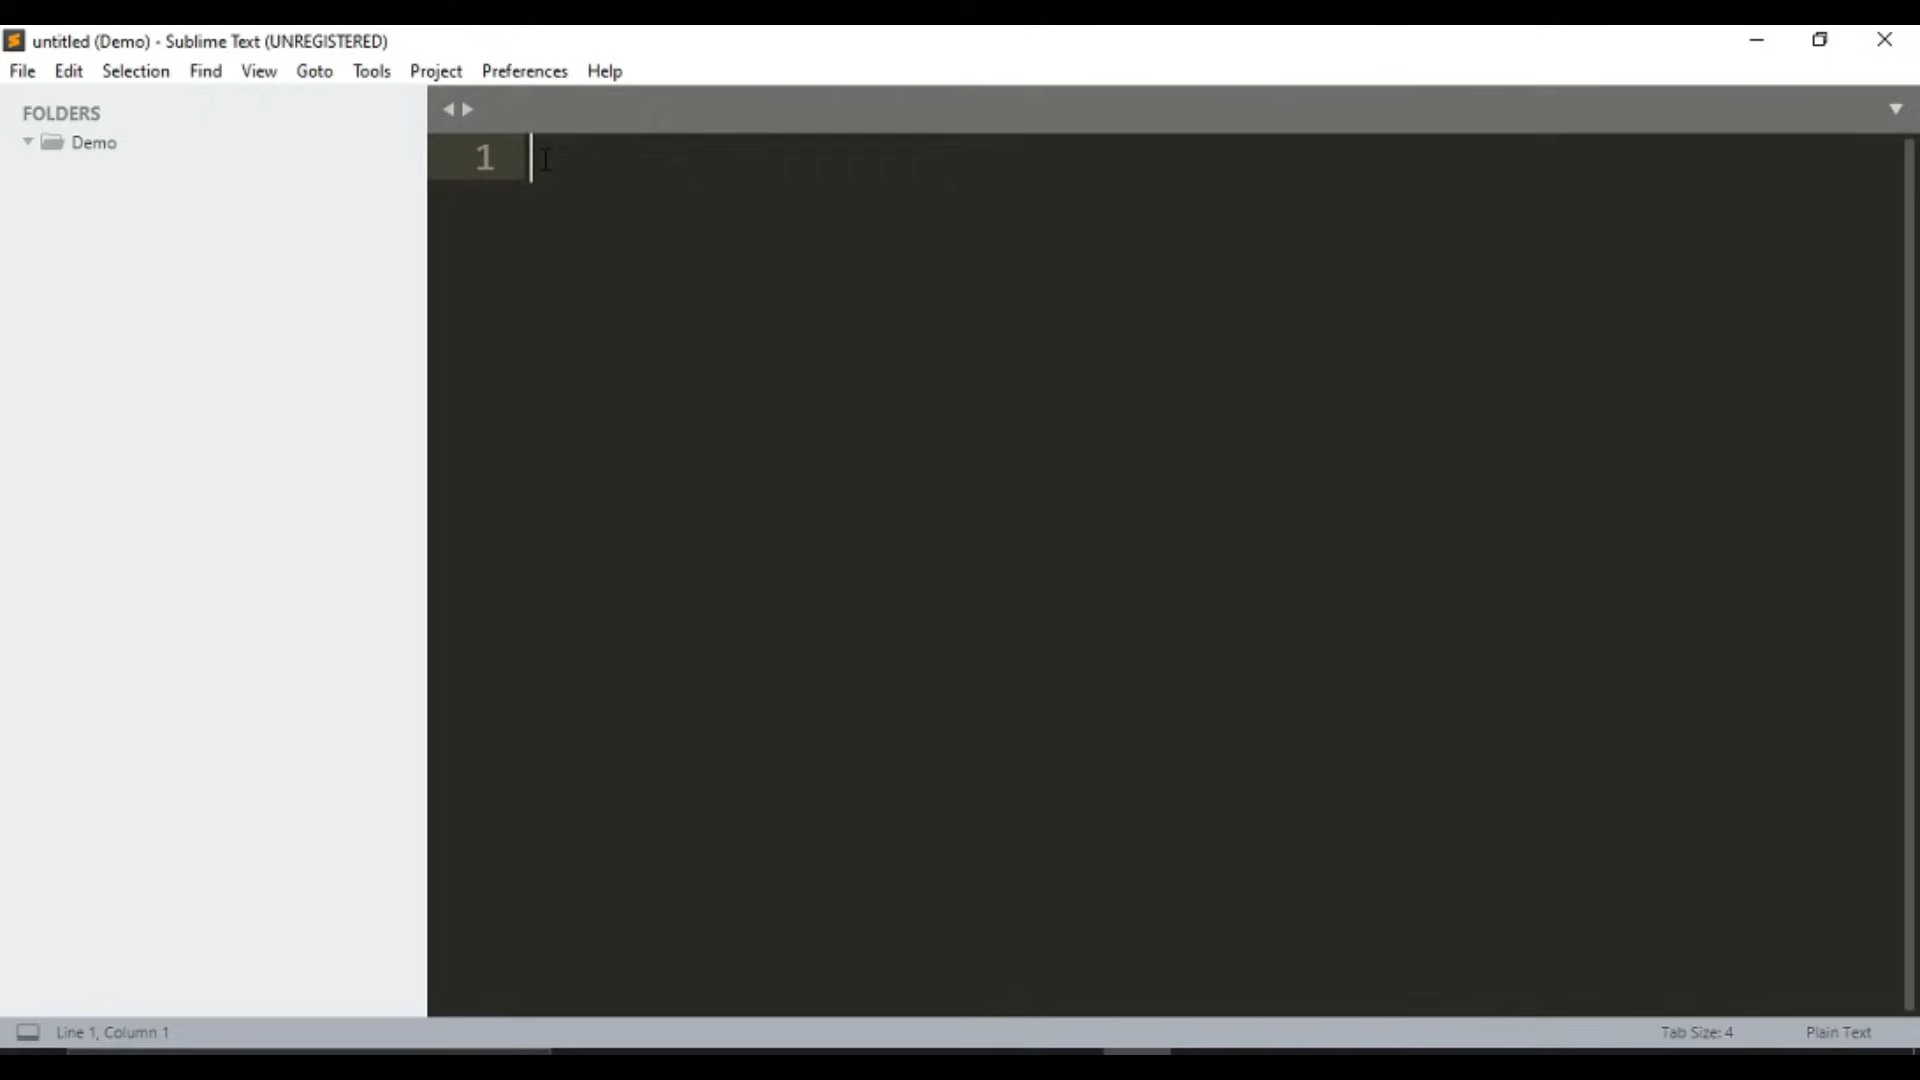 untitled (Demo) - Sublime Text (UNREGISTERED)
File Edit Selection Find View Goto Tools Project Preferences Help
FOLDERS
Demo
1
Line 1, Column 1
Tab Size: 4
Plain Text